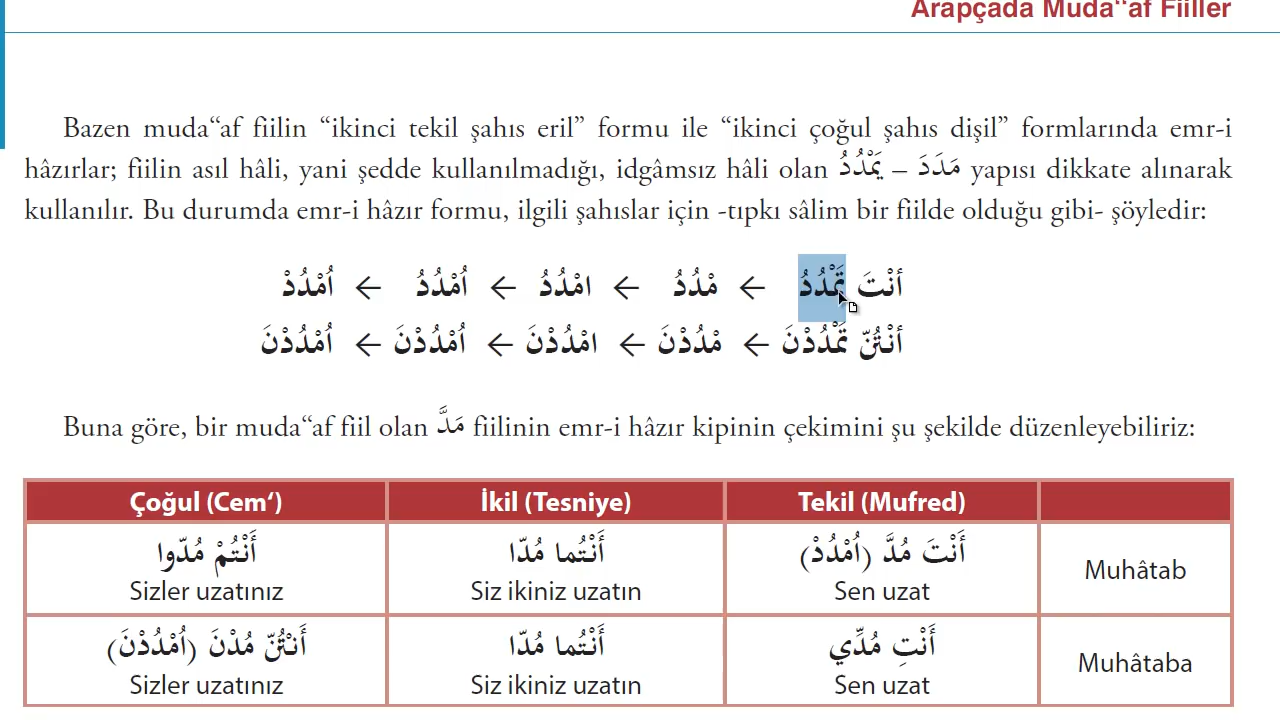 Arapçada Muda“af Fiiller
Bazen muda“af fiilin “ikinci tekil şahıs eril” formu ile “ikinci çoğul şahıs dişil” formlarında emr-i
hâzırlar; fiilin asıl hâli, yani şedde kullanılmadığı, idgâmsız hâli olan مَدَدَ – يَمْدُدُ yapısı dikkate alınarak
kullanılır. Bu durumda emr-i hâzır formu, ilgili şahıslar için -tıpkı sâlim bir fiilde olduğu gibi- şöyledir:
أنْتَ تَمْدُدُ ← مْدُدُ ← امْدُدُ ← اُمْدُدُ ← اُمْدُدْ
أنْتُنّ تَمْدُدْنَ ← مْدُدْنَ ← امْدُدْنَ ← اُمْدُدْنَ ← اُمْدُدْنَ
Buna göre, bir muda“af fiil olan مَدَّ fiilinin emr-i hâzır kipinin çekimini şu şekilde düzenleyebiliriz:
Çoğul (Cem‘) İkil (Tesniye) Tekil (Mufred)
أَنْتَ مُدَّ (اُمْدُدْ) أَنْتُما مُدّا أَنْتُمْ مُدّوا
Sizler uzatınız Siz ikiniz uzatın Sen uzat Muhâtab
أَنْتِ مُدِّي أَنْتُما مُدّا أَنْتُنّ مُدْنَ (اُمْدُدْنَ)
Sizler uzatınız Siz ikiniz uzatın Sen uzat Muhâtaba